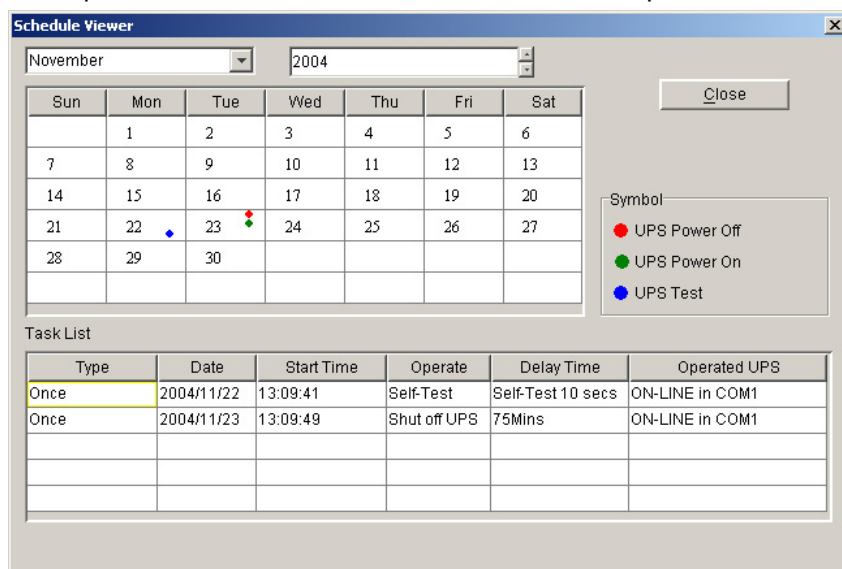 Schedule Viewer
November 2004
Close
Sun Mon Tue Wed Thu Fri Sat
1 2 3 4 5 6
7 8 9 10 11 12 13
14 15 16 17 18 19 20
21 22 23 24 25 26 27
28 29 30
Symbol
UPS Power Off
UPS Power On
UPS Test
Task List
Type Date Start Time Operate Delay Time Operated UPS
Once 2004/11/22 13:09:41 Self-Test Self-Test 10 secs ON-LINE in COM1
Once 2004/11/23 13:09:49 Shut off UPS 75Mins ON-LINE in COM1